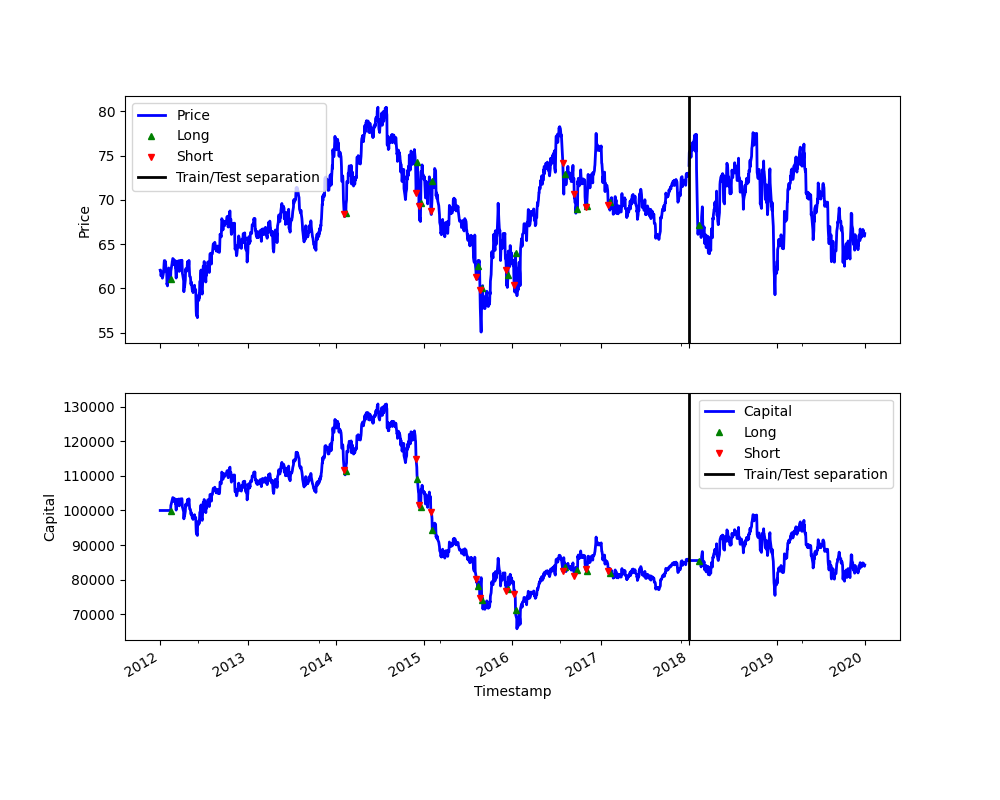 80
75
70
65
60
55
Price
Price
Long
Short
Train/Test separation
130000
120000
110000
100000
90000
80000
70000
Capital
Capital
Long
Short
Train/Test separation
2012 2013 2014 2015 2016 2017 2018 2019 2020
Timestamp